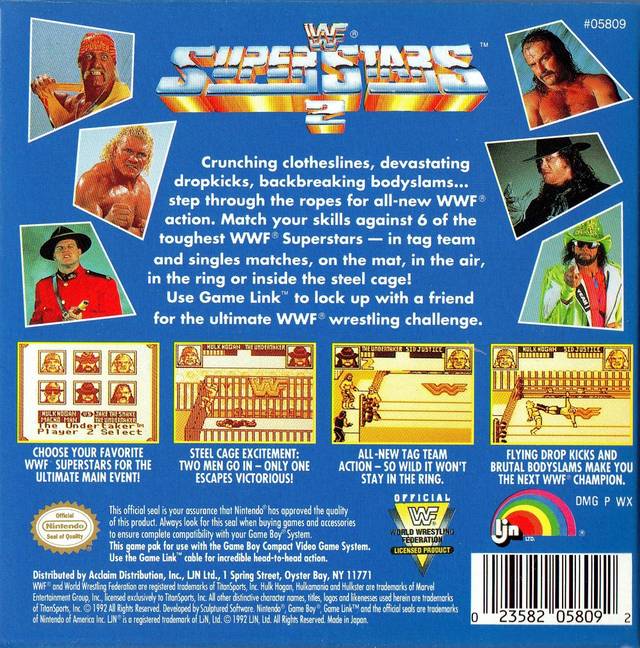 #05809
WF®
SUPERSTARS™
2
Crunching clotheslines, devastating
dropkicks, backbreaking bodyslams...
step through the ropes for all-new WWF®
action. Match your skills against 6 of the
toughest WWF® Superstars — in tag team
and singles matches, on the mat, in the air,
in the ring or inside the steel cage!
Use Game Link™ to lock up with a friend
for the ultimate WWF® wrestling challenge.
HULK HOGAN VS JAKE THE SNAKE
MACHO MAN THE UNDERTAKER
The Undertaker™
Player 2 Select
HULK HOGAN THE UNDERTAKER
WF
THE UNDERTAKER SID JUSTICE
2
HULK HOGAN SID JUSTICE
CHOOSE YOUR FAVORITE
WWF® SUPERSTARS FOR THE
ULTIMATE MAIN EVENT!
STEEL CAGE EXCITEMENT:
TWO MEN GO IN – ONLY ONE
ESCAPES VICTORIOUS!
ALL-NEW TAG TEAM
ACTION – SO WILD IT WON'T
STAY IN THE RING.
FLYING DROP KICKS AND
BRUTAL BODYSLAMS MAKE YOU
THE NEXT WWF® CHAMPION.
Official
Nintendo®
Seal of Quality
This official seal is your assurance that Nintendo® has approved the quality
of this product. Always look for this seal when buying games and accessories
to ensure complete compatibility with your Game Boy® System.
This game pak for use with the Game Boy Compact Video Game System.
Use the Game Link™ cable for incredible head-to-head action.
OFFICIAL
WF
WORLD WRESTLING
FEDERATION
LICENSED PRODUCT
DMG P WX
Ljn
LTD.
®
Distributed by Acclaim Distribution, Inc., LJN Ltd., 1 Spring Street, Oyster Bay, NY 11771
WWF® and World Wrestling Federation are registered trademarks of TitanSports, Inc. Hulk Hogan, Hulkamania and Hulkster are trademarks of Marvel
Entertainment Group, Inc., licensed exclusively to TitanSports, Inc. All other distinctive character names, titles, logos and likenesses used herein are trademarks
of TitanSports, Inc. © 1992 All Rights Reserved. Developed by Sculptured Software. Nintendo®, Game Boy®, Game Link™ and the official seals are trademarks
of Nintendo of America Inc. LJN® is a registered trademark of LJN, Ltd. © 1992 LJN, Ltd. All Rights Reserved. Made in Japan.
0 23582 05809 2